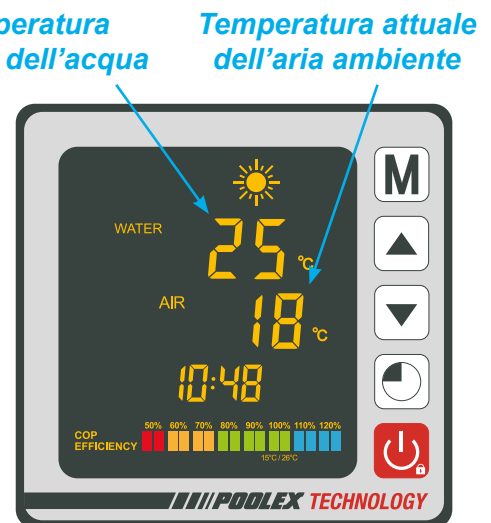 peratura
dell’acqua
Temperatura attuale
dell’aria ambiente
M
WATER
25 °C
AIR
18 °C
10:48
50% 60% 70% 80% 90% 100% 110% 120%
COP
EFFICIENCY
15°C / 26°C
POOLEX TECHNOLOGY